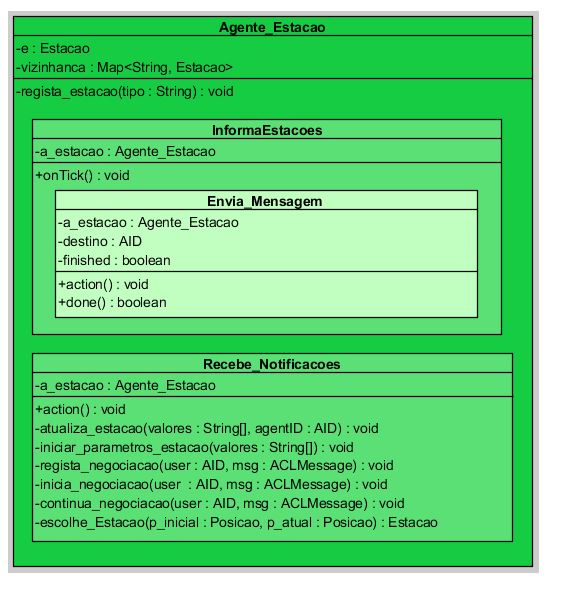 Agente_Estacao
-e : Estacao
-vizinhanca : Map<String, Estacao>
-regista_estacao(tipo : String) : void
InformaEstacoes
-a_estacao : Agente_Estacao
+onTick() : void
Envia_Mensagem
-a_estacao : Agente_Estacao
-destino : AID
-finished : boolean
+action() : void
+done() : boolean
Recebe_Notificacoes
-a_estacao : Agente_Estacao
+action() : void
-atualiza_estacao(valores : String[], agentID : AID) : void
-iniciar_parametros_estacao(valores : String[]) : void
-regista_negociacao(user : AID, msg : ACLMessage) : void
-inicia_negociacao(user : AID, msg : ACLMessage) : void
-continua_negociacao(user : AID, msg : ACLMessage) : void
-escolhe_Estacao(p_inicial : Posicao, p_atual : Posicao) : Estacao